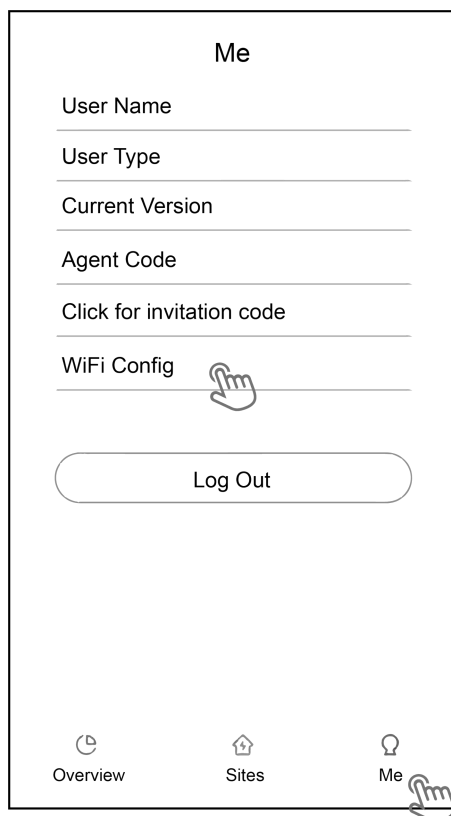 Me
User Name
User Type
Current Version
Agent Code
Click for invitation code
WiFi Config
Log Out
Overview Sites Me